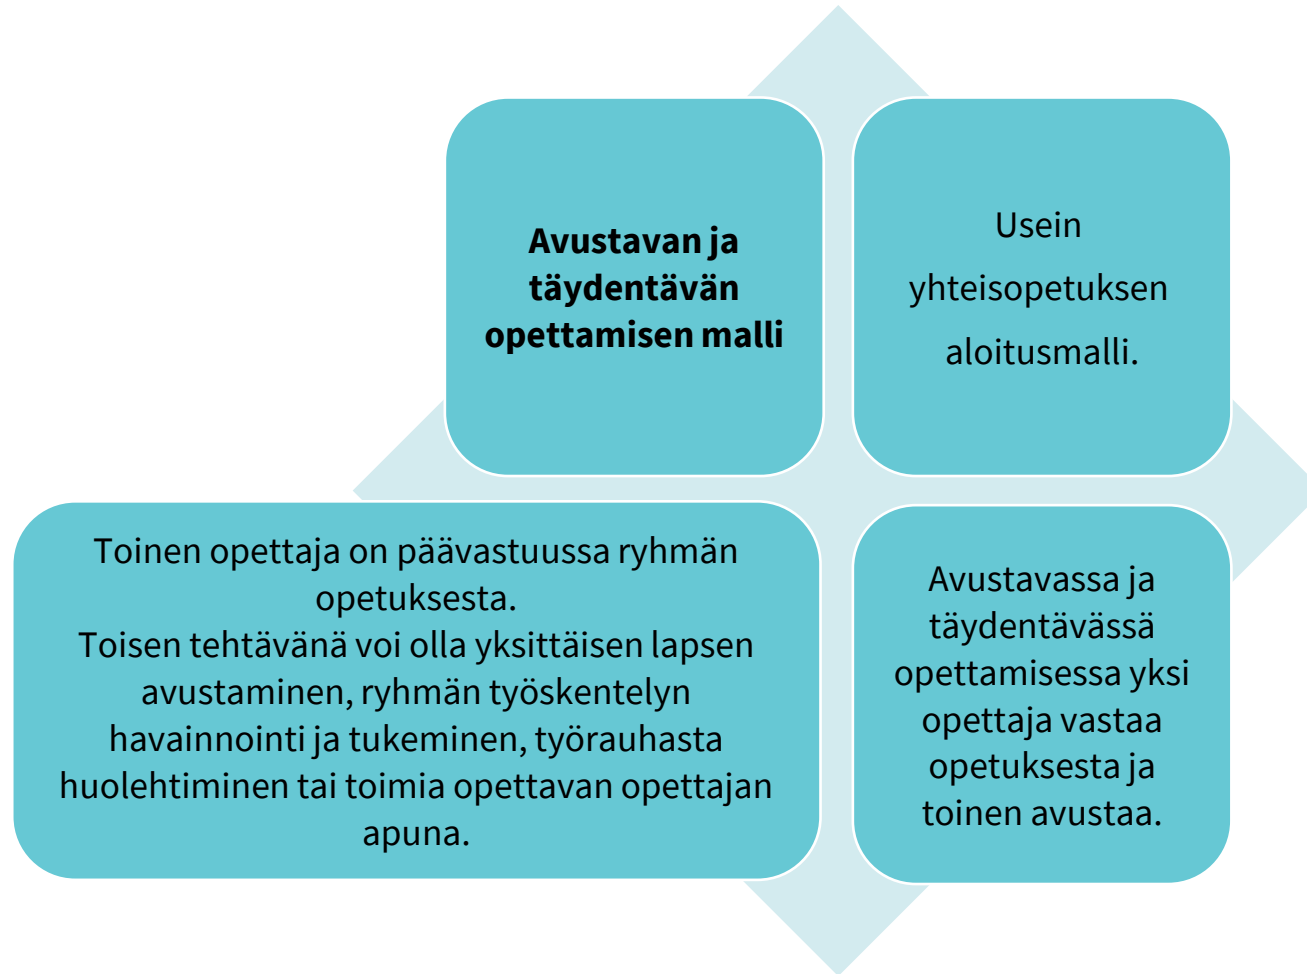 Avustavan ja
täydentävän
opettamisen malli
Usein
yhteisopetuksen
aloitusmalli.
Toinen opettaja on päävastuussa ryhmän
opetuksesta.
Toisen tehtävänä voi olla yksittäisen lapsen
avustaminen, ryhmän työskentelyn
havainnointi ja tukeminen, työrauhasta
huolehtiminen tai toimia opettavan opettajan
apuna.
Avustavassa ja
täydentävässä
opettamisessa yksi
opettaja vastaa
opetuksesta ja
toinen avustaa.